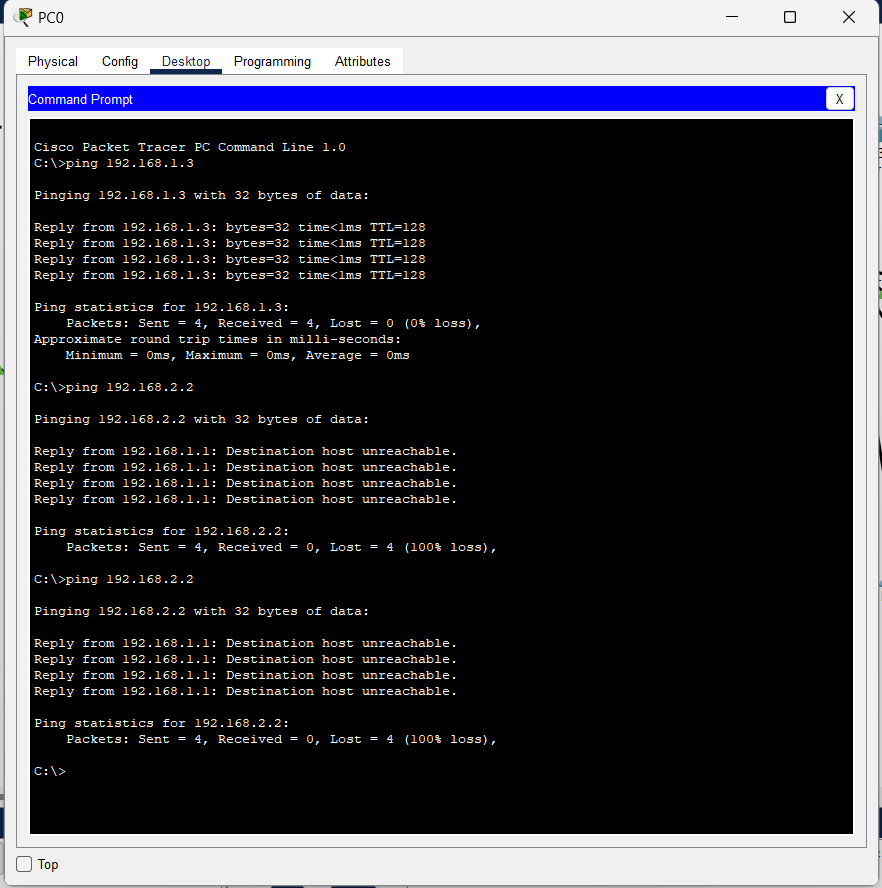 PC0
Physical Config Desktop Programming Attributes
Command Prompt X
Cisco Packet Tracer PC Command Line 1.0
C:\>ping 192.168.1.3
Pinging 192.168.1.3 with 32 bytes of data:
Reply from 192.168.1.3: bytes=32 time<1ms TTL=128
Reply from 192.168.1.3: bytes=32 time<1ms TTL=128
Reply from 192.168.1.3: bytes=32 time<1ms TTL=128
Reply from 192.168.1.3: bytes=32 time<1ms TTL=128
Ping statistics for 192.168.1.3:
    Packets: Sent = 4, Received = 4, Lost = 0 (0% loss),
Approximate round trip times in milli-seconds:
    Minimum = 0ms, Maximum = 0ms, Average = 0ms
C:\>ping 192.168.2.2
Pinging 192.168.2.2 with 32 bytes of data:
Reply from 192.168.1.1: Destination host unreachable.
Reply from 192.168.1.1: Destination host unreachable.
Reply from 192.168.1.1: Destination host unreachable.
Reply from 192.168.1.1: Destination host unreachable.
Ping statistics for 192.168.2.2:
    Packets: Sent = 4, Received = 0, Lost = 4 (100% loss),
C:\>ping 192.168.2.2
Pinging 192.168.2.2 with 32 bytes of data:
Reply from 192.168.1.1: Destination host unreachable.
Reply from 192.168.1.1: Destination host unreachable.
Reply from 192.168.1.1: Destination host unreachable.
Reply from 192.168.1.1: Destination host unreachable.
Ping statistics for 192.168.2.2:
    Packets: Sent = 4, Received = 0, Lost = 4 (100% loss),
C:\>
Top